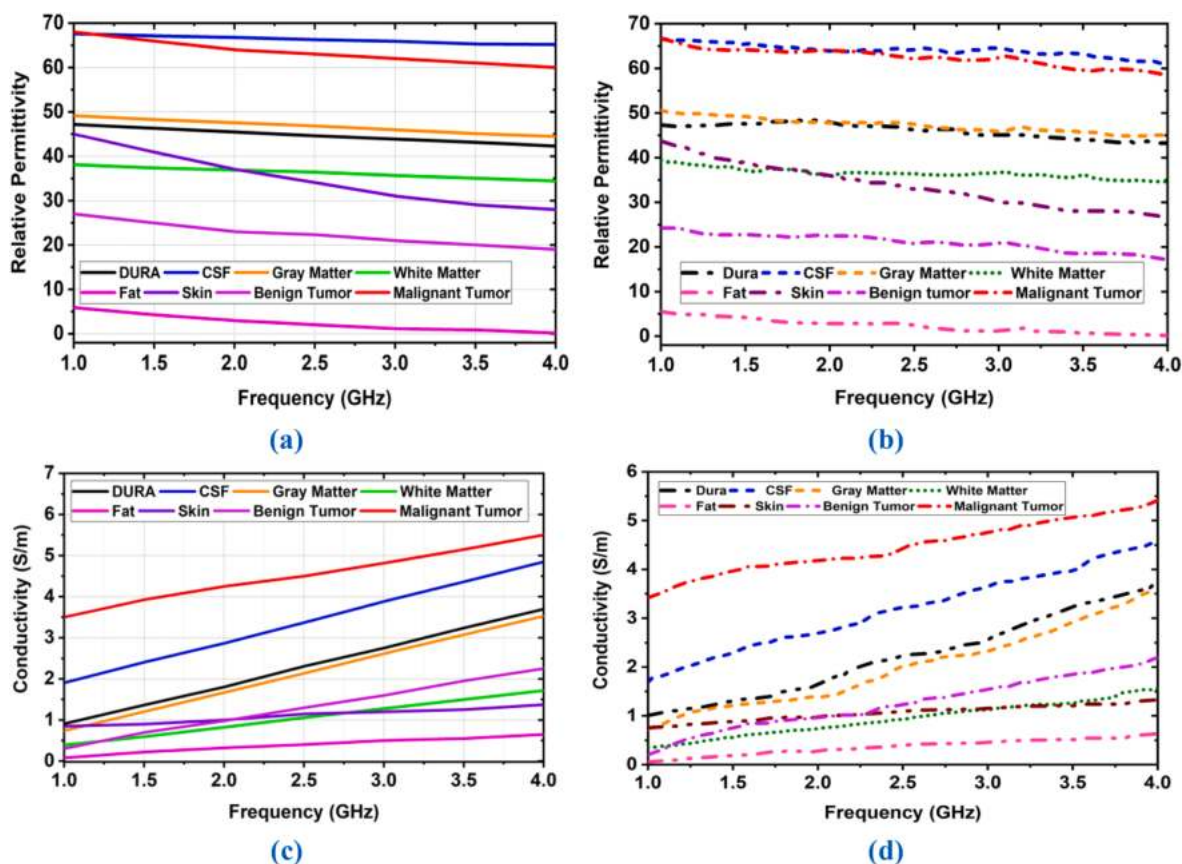 70
60
50
40
30
20
10
0
Relative Permittivity
DURA CSF Gray Matter White Matter
Fat Skin Benign Tumor Malignant Tumor
1.0 1.5 2.0 2.5 3.0 3.5 4.0
Frequency (GHz)
(a)
70
60
50
40
30
20
10
0
Relative Permittivity
Dura CSF Gray Matter White Matter
Fat Skin Benign tumor Malignant Tumor
1.0 1.5 2.0 2.5 3.0 3.5 4.0
Frequency (GHz)
(b)
7
6
5
4
3
2
1
0
Conductivity (S/m)
DURA CSF Gray Matter White Matter
Fat Skin Benign Tumor Malignant Tumor
1.0 1.5 2.0 2.5 3.0 3.5 4.0
Frequency (GHz)
(c)
6
5
4
3
2
1
0
Conductivity (S/m)
Dura CSF Gray Matter White Matter
Fat Skin Benign Tumor Malignant Tumor
1.0 1.5 2.0 2.5 3.0 3.5 4.0
Frequency (GHz)
(d)